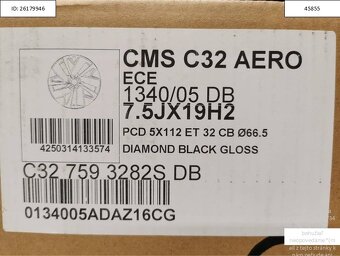 ID: 26179946
45855
CMS C32 AERO
ECE
1340/05 DB
7.5JX19H2
PCD 5X112 ET 32 CB Ø66.5
4250314133574
DIAMOND BLACK GLOSS
C32 759 3282S DB
0134005ADAZ16CG